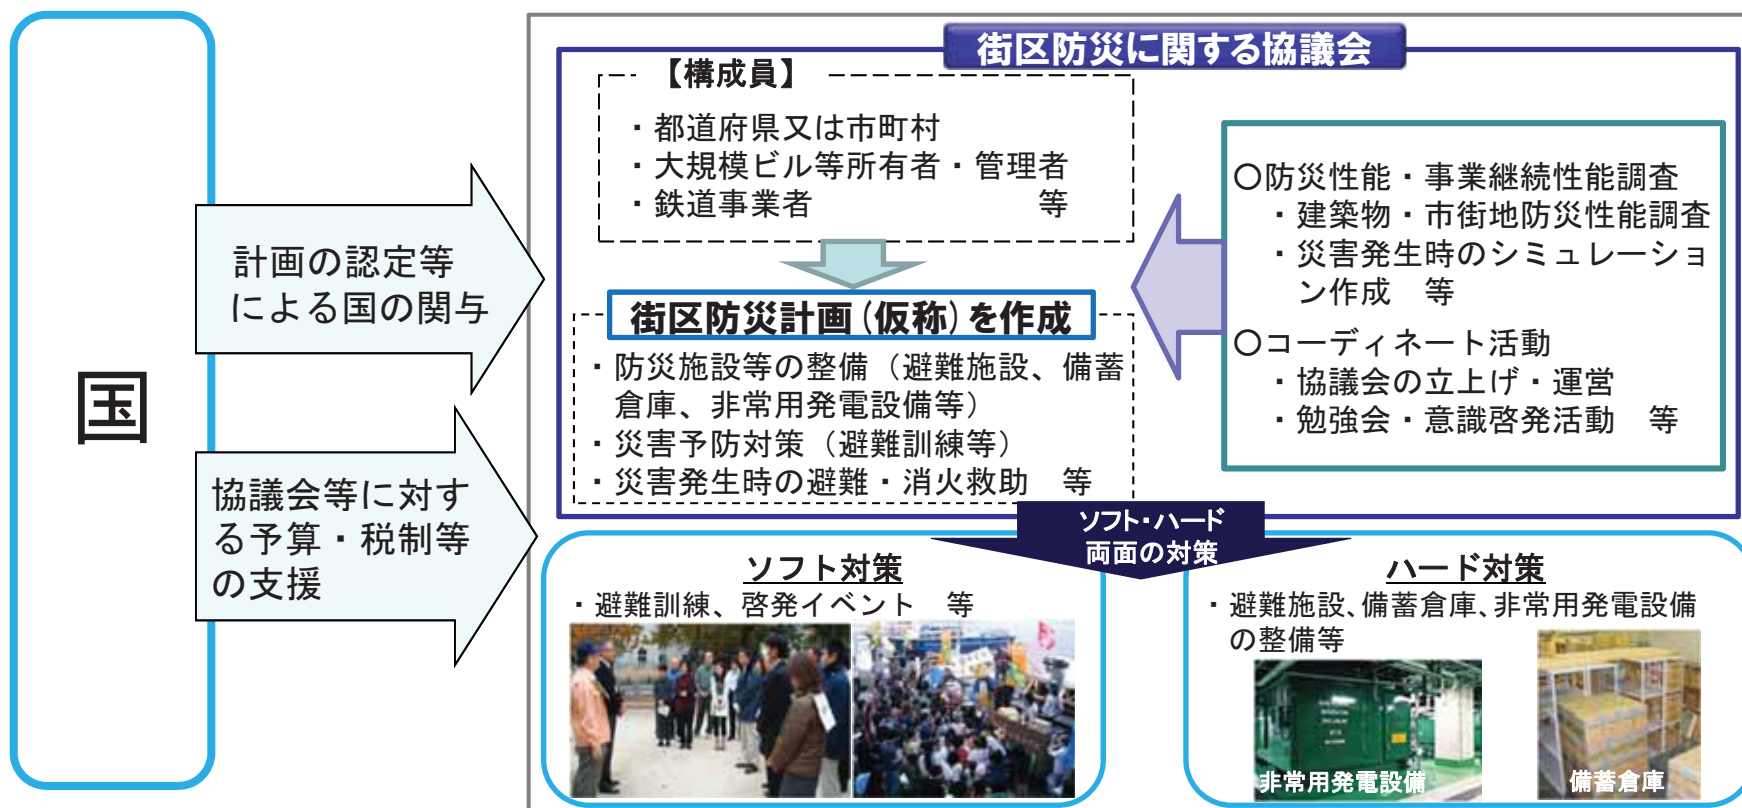 国
計画の認定等
による国の関与
協議会等に対す
る予算・税制等
の支援
街区防災に関する協議会
【構成員】
・都道府県又は市町村
・大規模ビル等所有者・管理者
・鉄道事業者　等
街区防災計画(仮称)を作成
・防災施設等の整備（避難施設、備蓄
倉庫、非常用発電設備等）
・災害予防対策（避難訓練等）
・災害発生時の避難・消火救助　等
〇防災性能・事業継続性能調査
・建築物・市街地防災性能調査
・災害発生時のシミュレーショ
ン作成　等
〇コーディネート活動
・協議会の立上げ・運営
・勉強会・意識啓発活動　等
ソフト・ハード
両面の対策
ソフト対策
・避難訓練、啓発イベント　等
ハード対策
・避難施設、備蓄倉庫、非常用発電設備
の整備等
非常用発電設備
備蓄倉庫